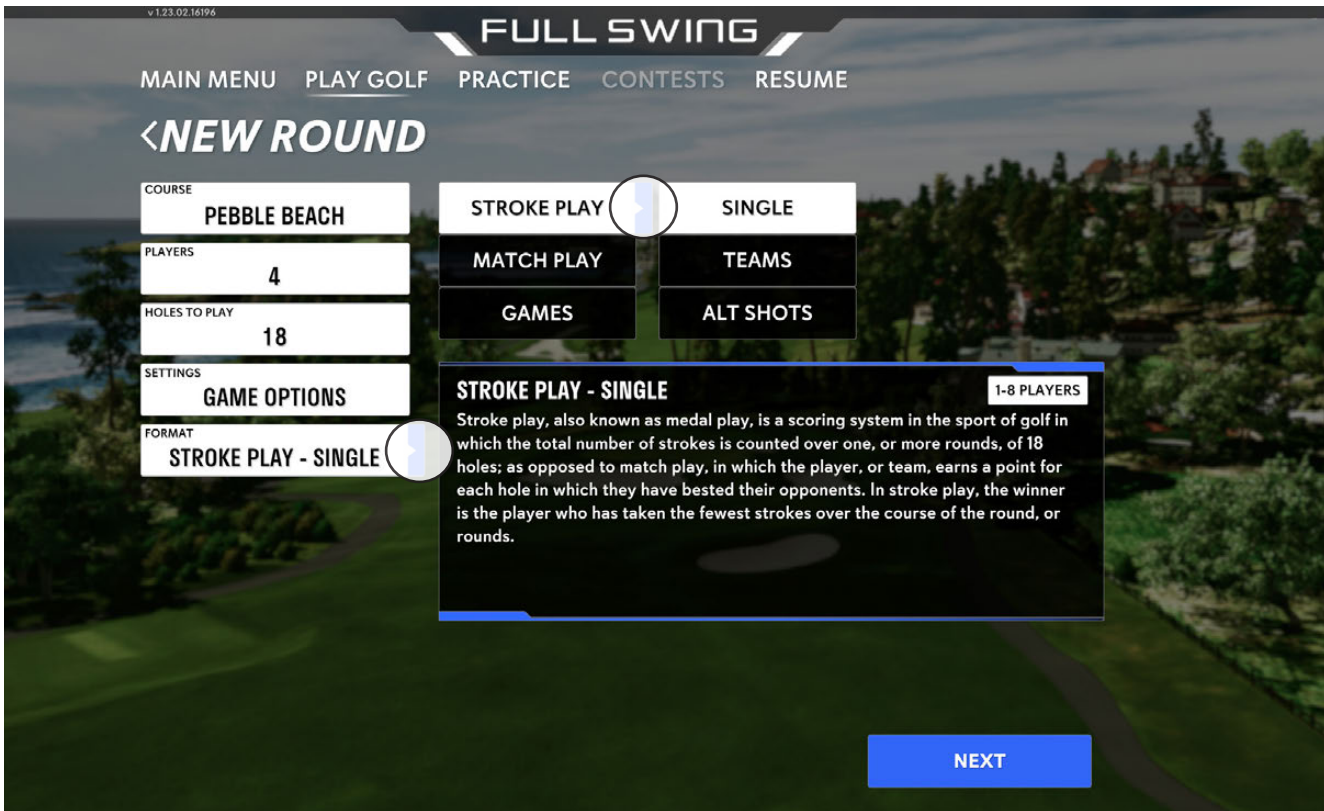 v 1.23.02.16196
FULL SWING
MAIN MENU PLAY GOLF PRACTICE CONTESTS RESUME
<NEW ROUND
COURSE
PEBBLE BEACH
PLAYERS
4
HOLES TO PLAY
18
SETTINGS
GAME OPTIONS
FORMAT
STROKE PLAY - SINGLE
STROKE PLAY SINGLE
MATCH PLAY TEAMS
GAMES ALT SHOTS
STROKE PLAY - SINGLE 1-8 PLAYERS
Stroke play, also known as medal play, is a scoring system in the sport of golf in
which the total number of strokes is counted over one, or more rounds, of 18
holes; as opposed to match play, in which the player, or team, earns a point for
each hole in which they have bested their opponents. In stroke play, the winner
is the player who has taken the fewest strokes over the course of the round, or
rounds.
NEXT